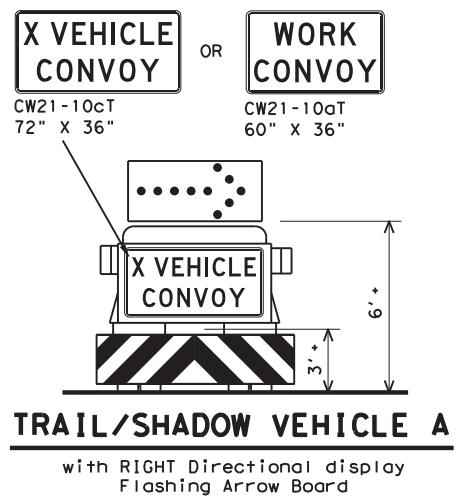 X VEHICLE
CONVOY
OR
WORK
CONVOY
CW21-10cT
72" X 36"
CW21-10aT
60" X 36"
X VEHICLE
CONVOY
6' +
3' +
TRAIL/SHADOW VEHICLE A
with RIGHT Directional display
Flashing Arrow Board